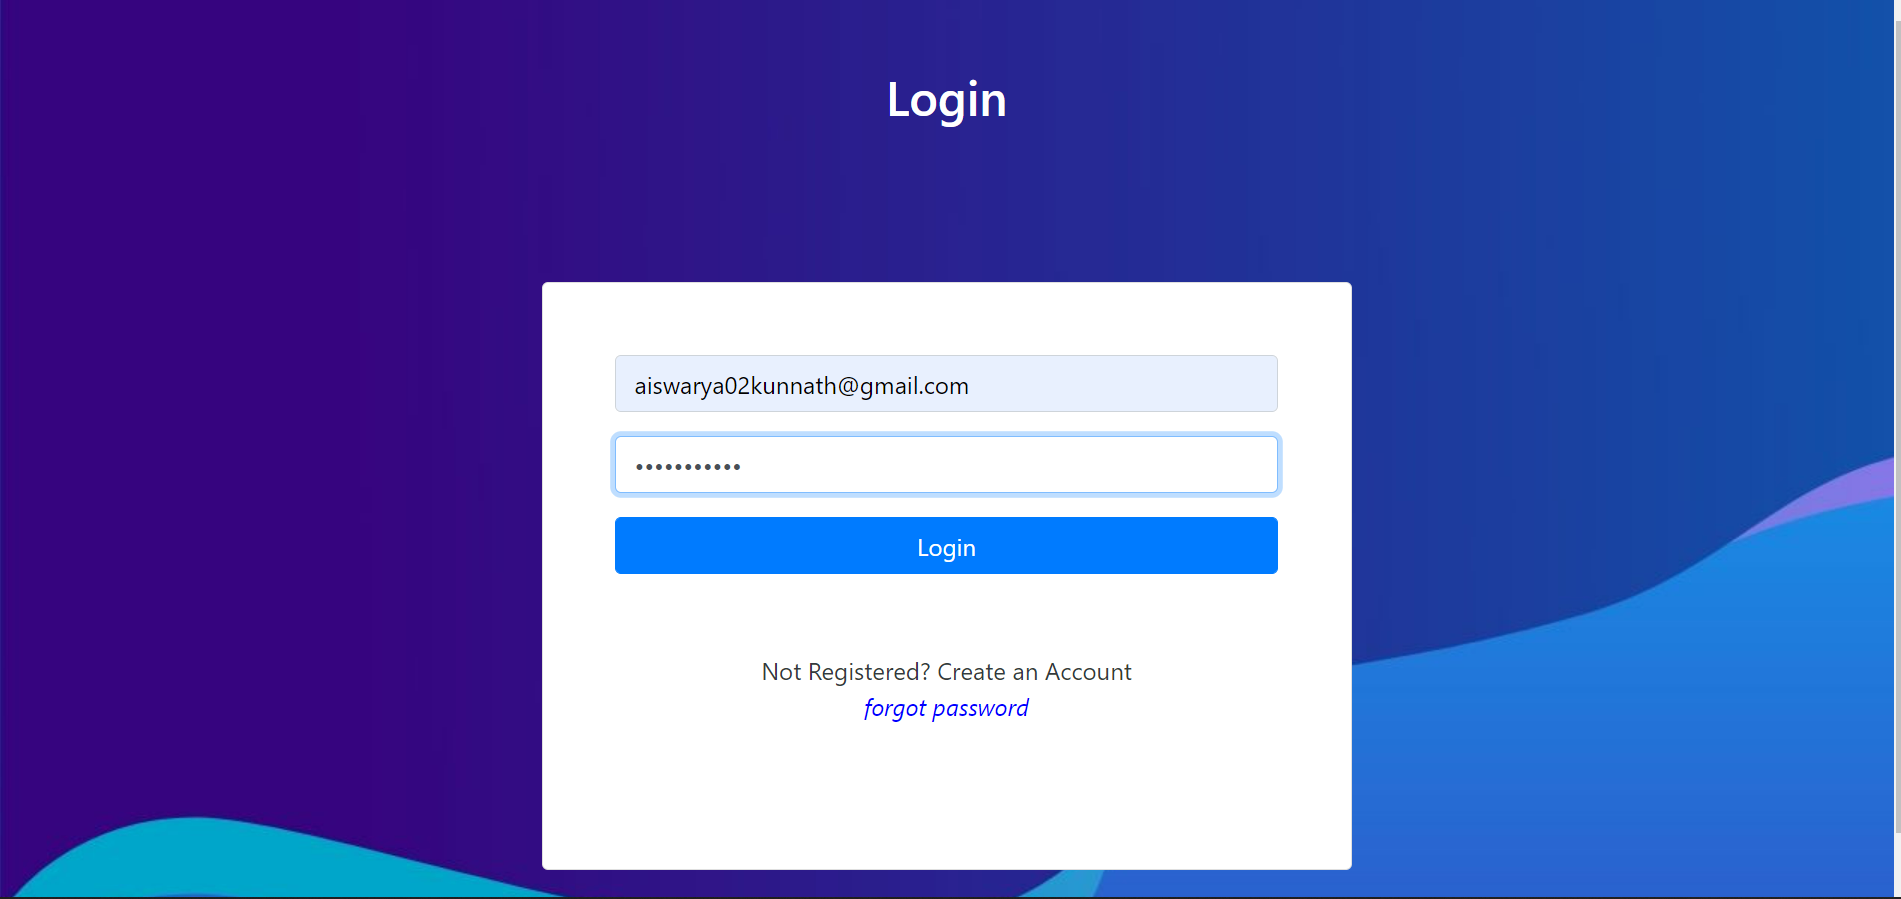 Login
aiswarya02kunnath@gmail.com
•••••••••••
Login
Not Registered? Create an Account
forgot password